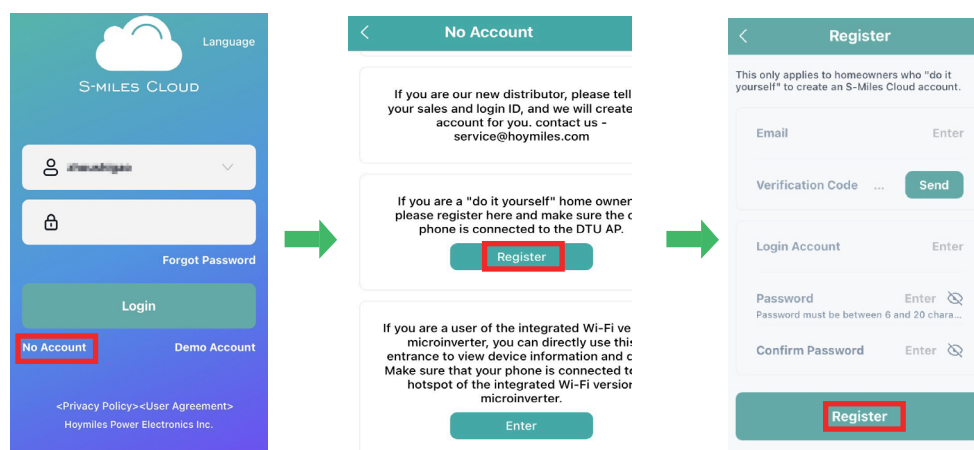 Language
S-MILES CLOUD
Forgot Password
Login
No Account
Demo Account
<Privacy Policy><User Agreement>
Hoymiles Power Electronics Inc.
No Account
If you are our new distributor, please tell
your sales and login ID, and we will create
account for you. contact us -
service@hoymiles.com
If you are a "do it yourself" home owner
please register here and make sure the
phone is connected to the DTU AP.
Register
If you are a user of the integrated Wi-Fi
microinverter, you can directly use this
entrance to view device information and
Make sure that your phone is connected
hotspot of the integrated Wi-Fi version
microinverter.
Enter
Register
This only applies to homeowners who "do it
yourself" to create an S-Miles Cloud account.
Email
Enter
Verification Code ...
Send
Login Account
Enter
Password
Enter
Password must be between 6 and 20 chara...
Confirm Password
Enter
Register